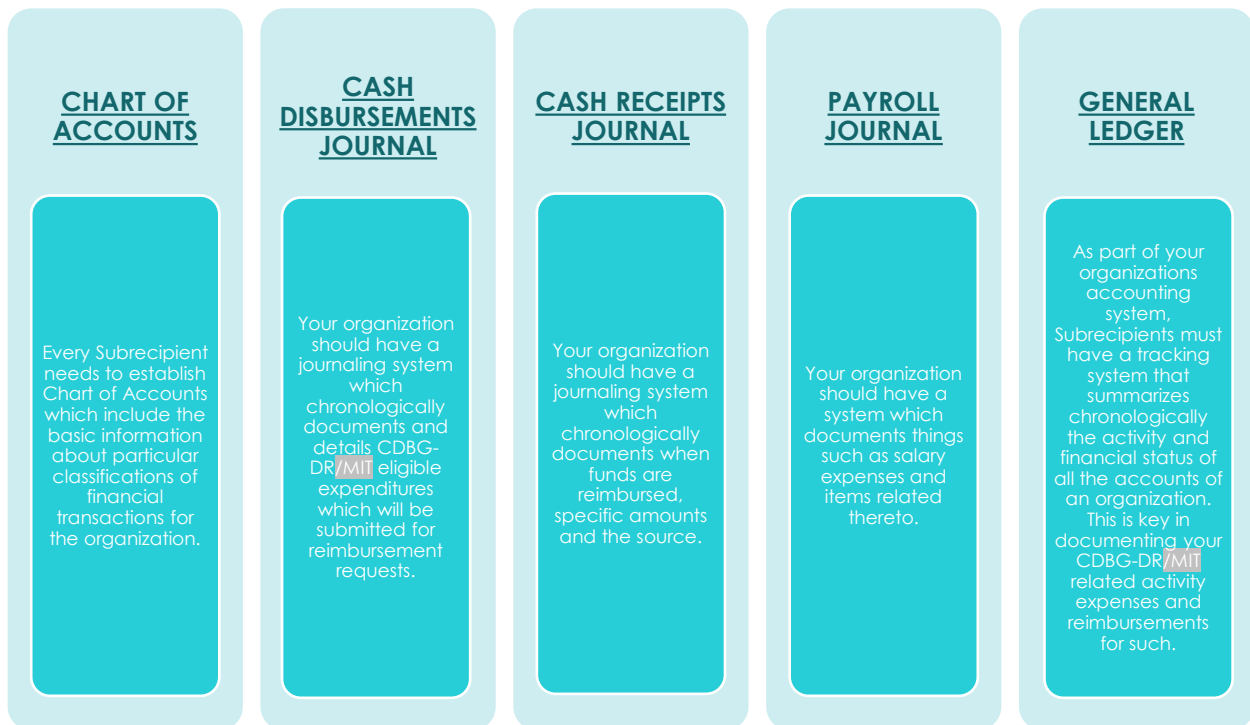 CHART OF
ACCOUNTS
Every Subrecipient
needs to establish
Chart of Accounts
which include the
basic information
about particular
classifications of
financial
transactions for
the organization.
CASH
DISBURSEMENTS
JOURNAL
Your organization
should have a
journaling system
which
chronologically
documents and
details CDBG-
DR/MIT eligible
expenditures
which will be
submitted for
reimbursement
requests.
CASH RECEIPTS
JOURNAL
Your organization
should have a
journaling system
which
chronologically
documents when
funds are
reimbursed,
specific amounts
and the source.
PAYROLL
JOURNAL
Your organization
should have a
system which
documents things
such as salary
expenses and
items related
thereto.
GENERAL
LEDGER
As part of your
organizations
accounting
system,
Subrecipients must
have a tracking
system that
summarizes
chronologically
the activity and
financial status of
all the accounts of
an organization.
This is key in
documenting your
CDBG-DR/MIT
related activity
expenses and
reimbursements
for such.